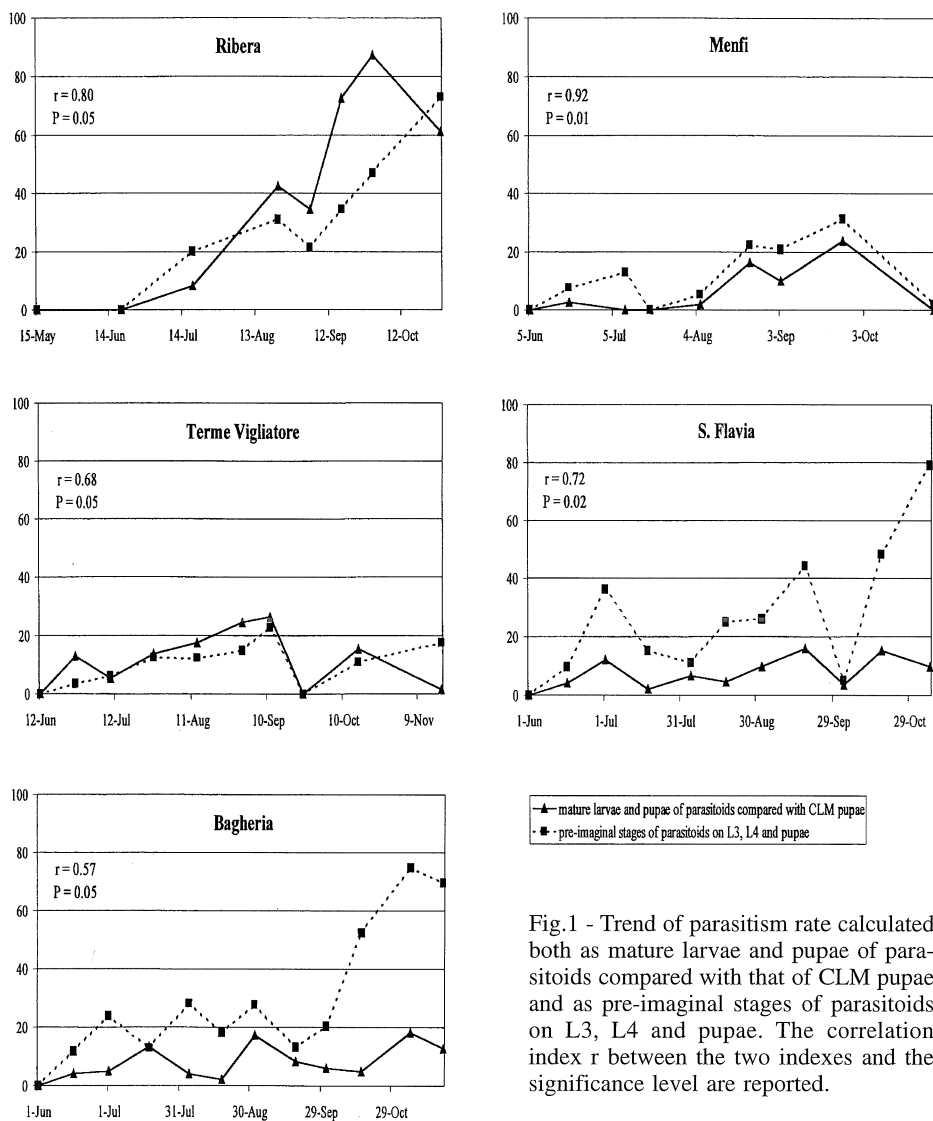 Ribera
r = 0.80
P = 0.05
100
80
60
40
20
0
15-May 14-Jun 14-Jul 13-Aug 12-Sep 12-Oct
Menfi
r = 0.92
P = 0.01
100
80
60
40
20
0
5-Jun 5-Jul 4-Aug 3-Sep 3-Oct
Terme Vigliatore
r = 0.68
P = 0.05
100
80
60
40
20
0
12-Jun 12-Jul 11-Aug 10-Sep 10-Oct 9-Nov
S. Flavia
r = 0.72
P = 0.02
100
80
60
40
20
0
1-Jun 1-Jul 31-Jul 30-Aug 29-Sep 29-Oct
Bagheria
r = 0.57
P = 0.05
100
80
60
40
20
0
1-Jun 1-Jul 31-Jul 30-Aug 29-Sep 29-Oct
mature larvae and pupae of parasitoids compared with CLM pupae
pre-imaginal stages of parasitoids on L3, L4 and pupae
Fig.1 - Trend of parasitism rate calculated
both as mature larvae and pupae of para-
sitoids compared with that of CLM pupae
and as pre-imaginal stages of parasitoids
on L3, L4 and pupae. The correlation
index r between the two indexes and the
significance level are reported.